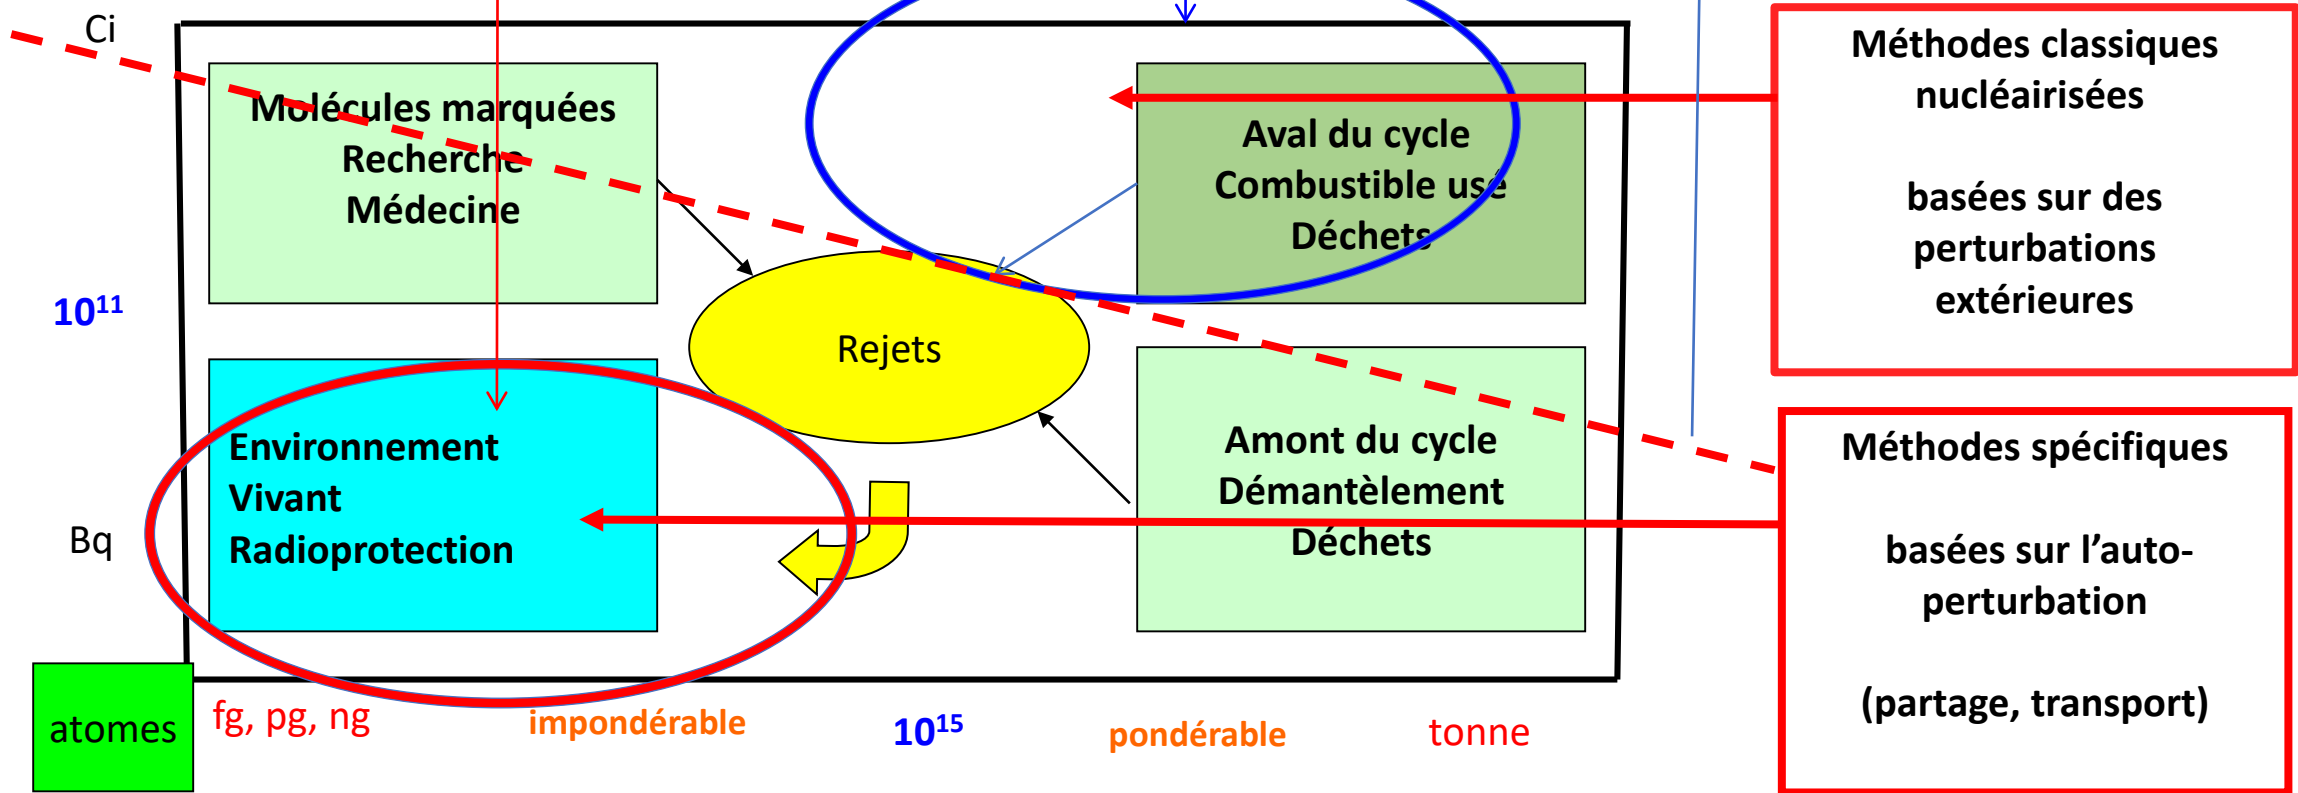 Ci
Molécules marquées
Recherche
Médecine
Aval du cycle
Combustible usé
Déchets
Méthodes classiques
nucléairisées
basées sur des
perturbations
extérieures
10¹¹
Rejets
Environnement
Vivant
Radioprotection
Amont du cycle
Démantèlement
Déchets
Méthodes spécifiques
basées sur l’auto-
perturbation
(partage, transport)
Bq
atomes
fg, pg, ng
impondérable
10¹⁵
pondérable
tonne